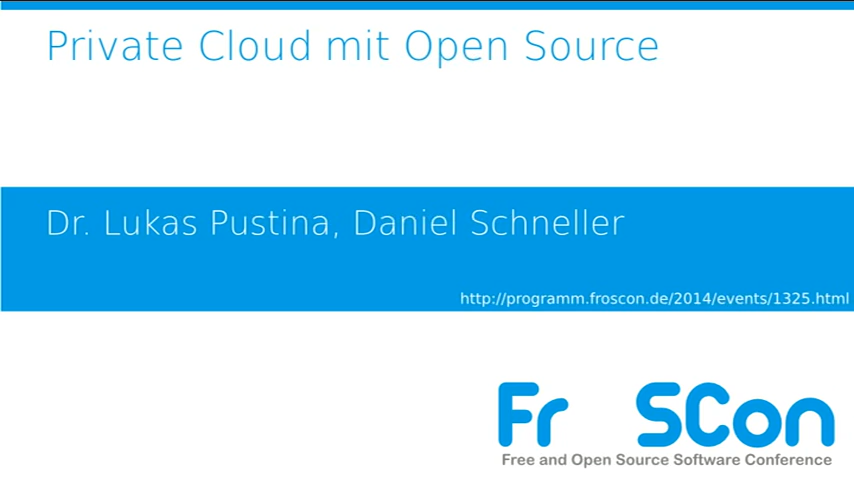 Private Cloud mit Open Source
Dr. Lukas Pustina, Daniel Schneller
http://programm.froscon.de/2014/events/1325.html
Fr SCon
Free and Open Source Software Conference